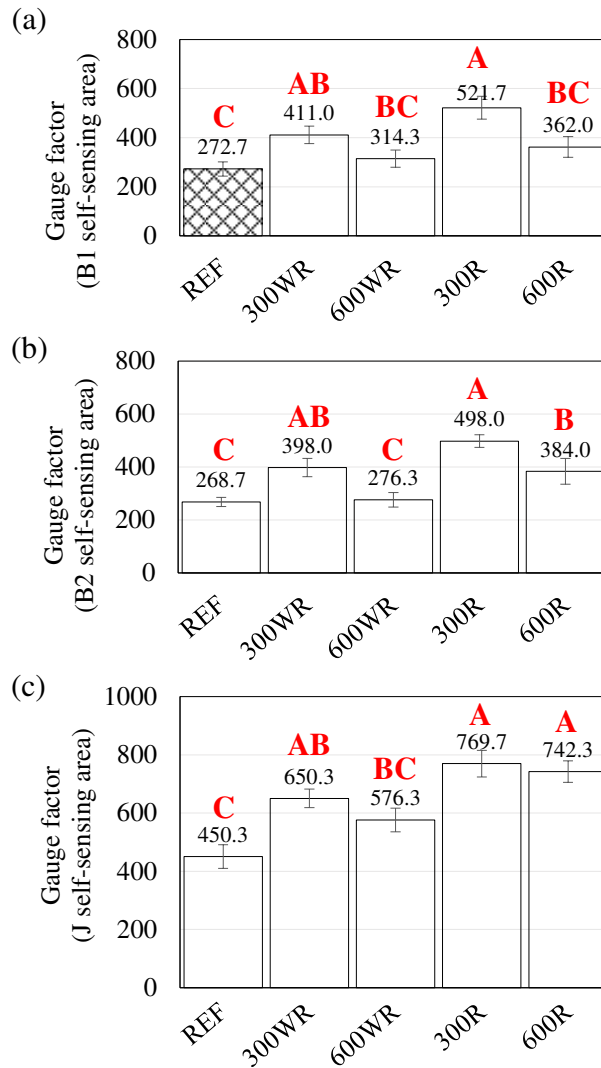 (a)
Gauge factor
(B1 self-sensing area)
800
600
400
200
0
C
272.7
AB
411.0
BC
314.3
A
521.7
BC
362.0
REF
300WR
600WR
300R
600R
(b)
Gauge factor
(B2 self-sensing area)
800
600
400
200
0
C
268.7
AB
398.0
C
276.3
A
498.0
B
384.0
REF
300WR
600WR
300R
600R
(c)
Gauge factor
(J self-sensing area)
1000
800
600
400
200
0
C
450.3
AB
650.3
BC
576.3
A
769.7
A
742.3
REF
300WR
600WR
300R
600R